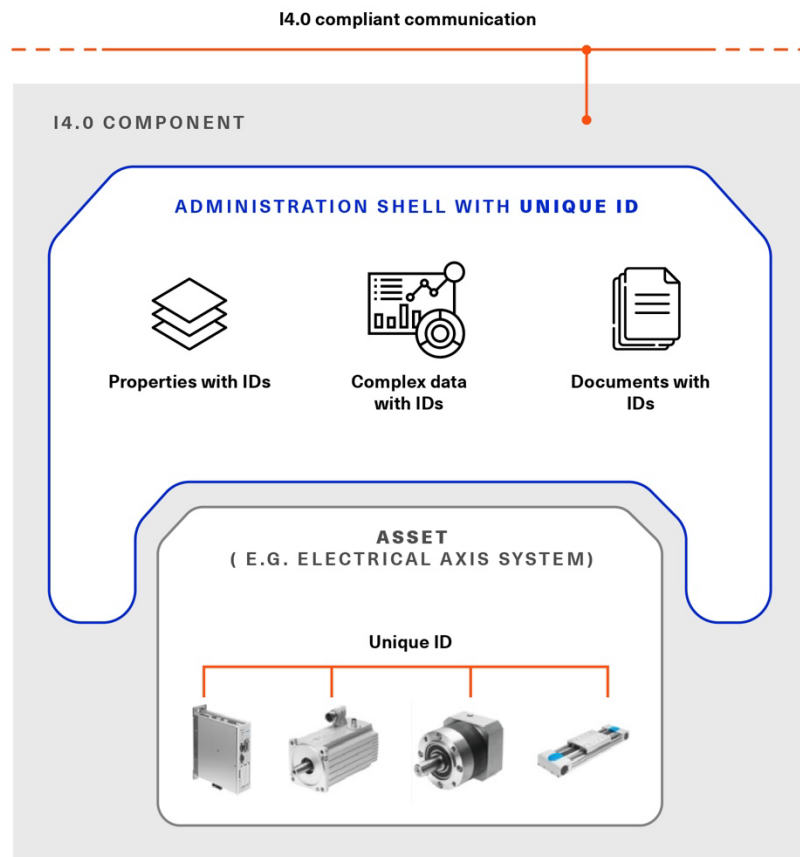 I4.0 compliant communication
I4.0 COMPONENT
ADMINISTRATION SHELL WITH UNIQUE ID
Properties with IDs
Complex data
with IDs
Documents with
IDs
ASSET
( E.G. ELECTRICAL AXIS SYSTEM)
Unique ID